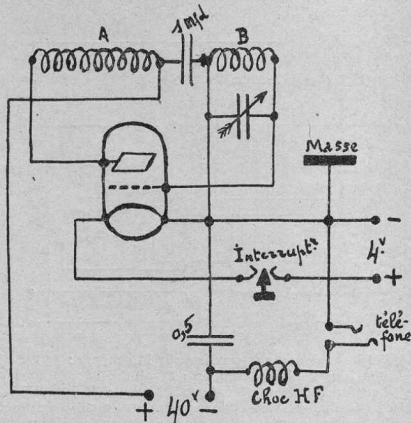 A
1 mfd
B
Masse
-
Interruptr
4v
+
0,5
télé-
fone
Choc HF
+ 40v -